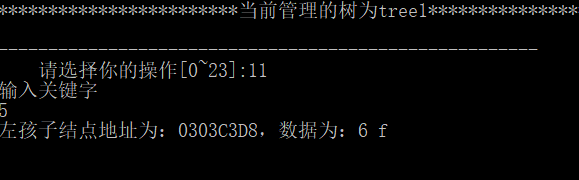 ************************当前管理的树为tree1***************
------------------------------------------------------
请选择你的操作[0~23]:11
输入关键字
5
左孩子结点地址为：0303C3D8，数据为：6 f